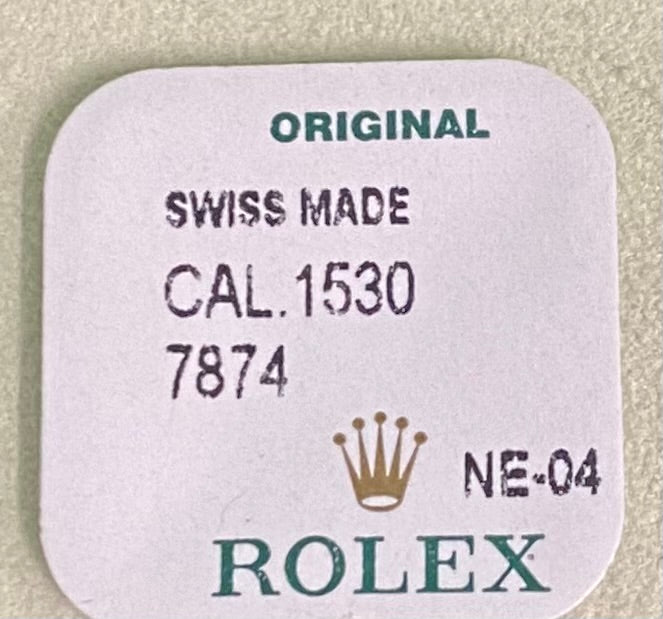 ORIGINAL
SWISS MADE
CAL.1530
7874
NE-04
ROLEX